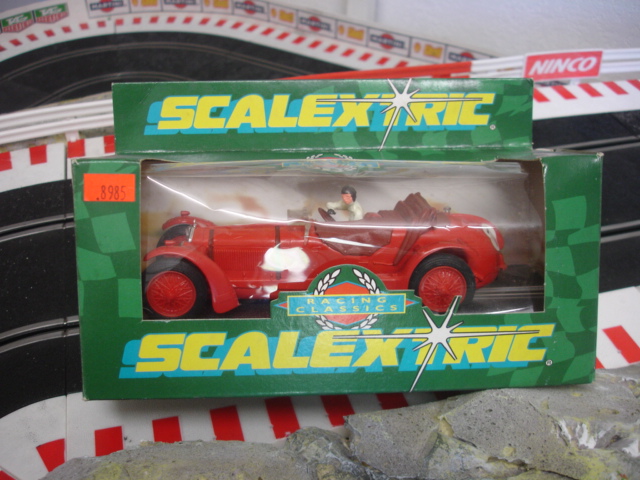 NINCO
SCALEXTRIC
.8985
RACING
CLASSICS
SCALEXTRIC